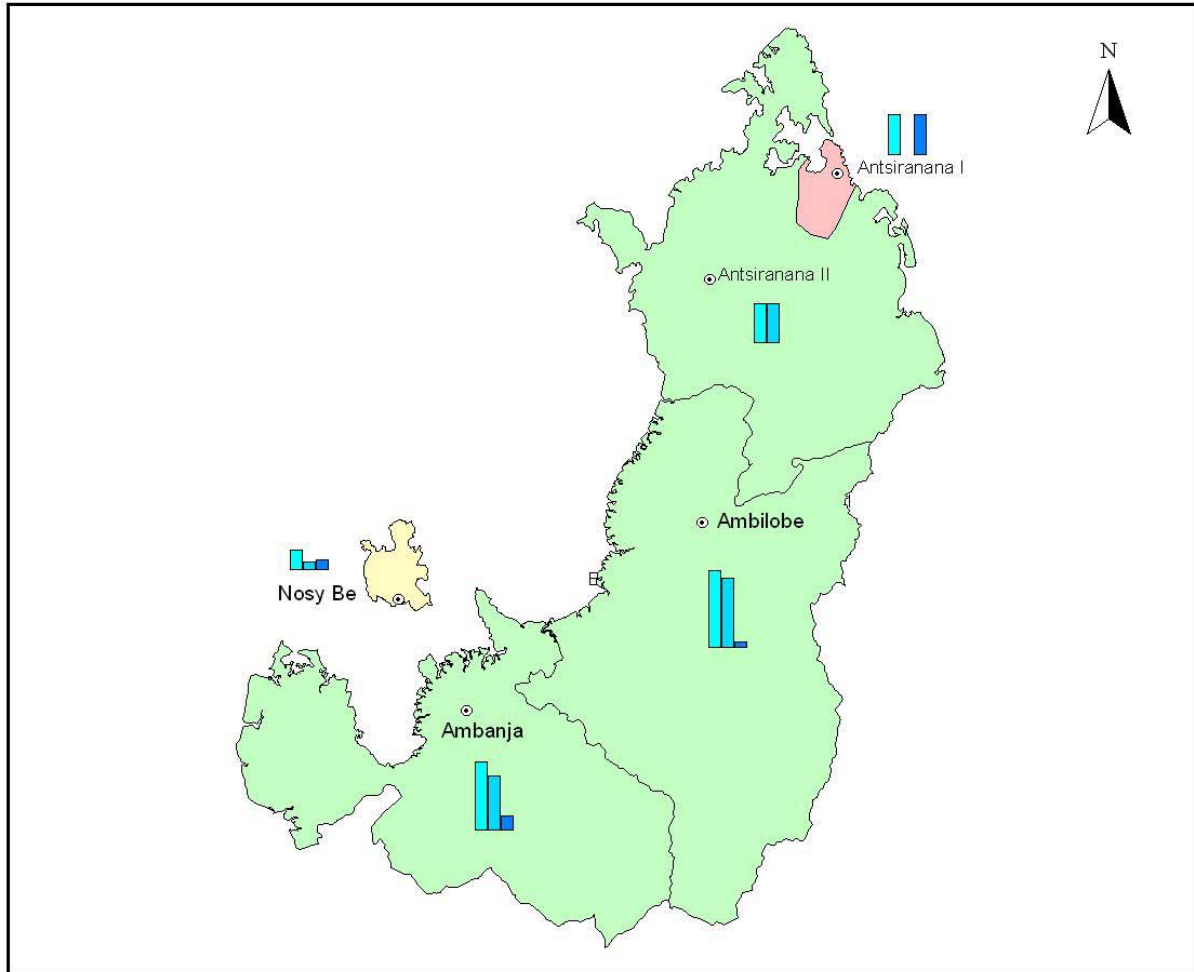 N
Antsiranana I
Antsiranana II
Ambilobe
Nosy Be
Ambanja